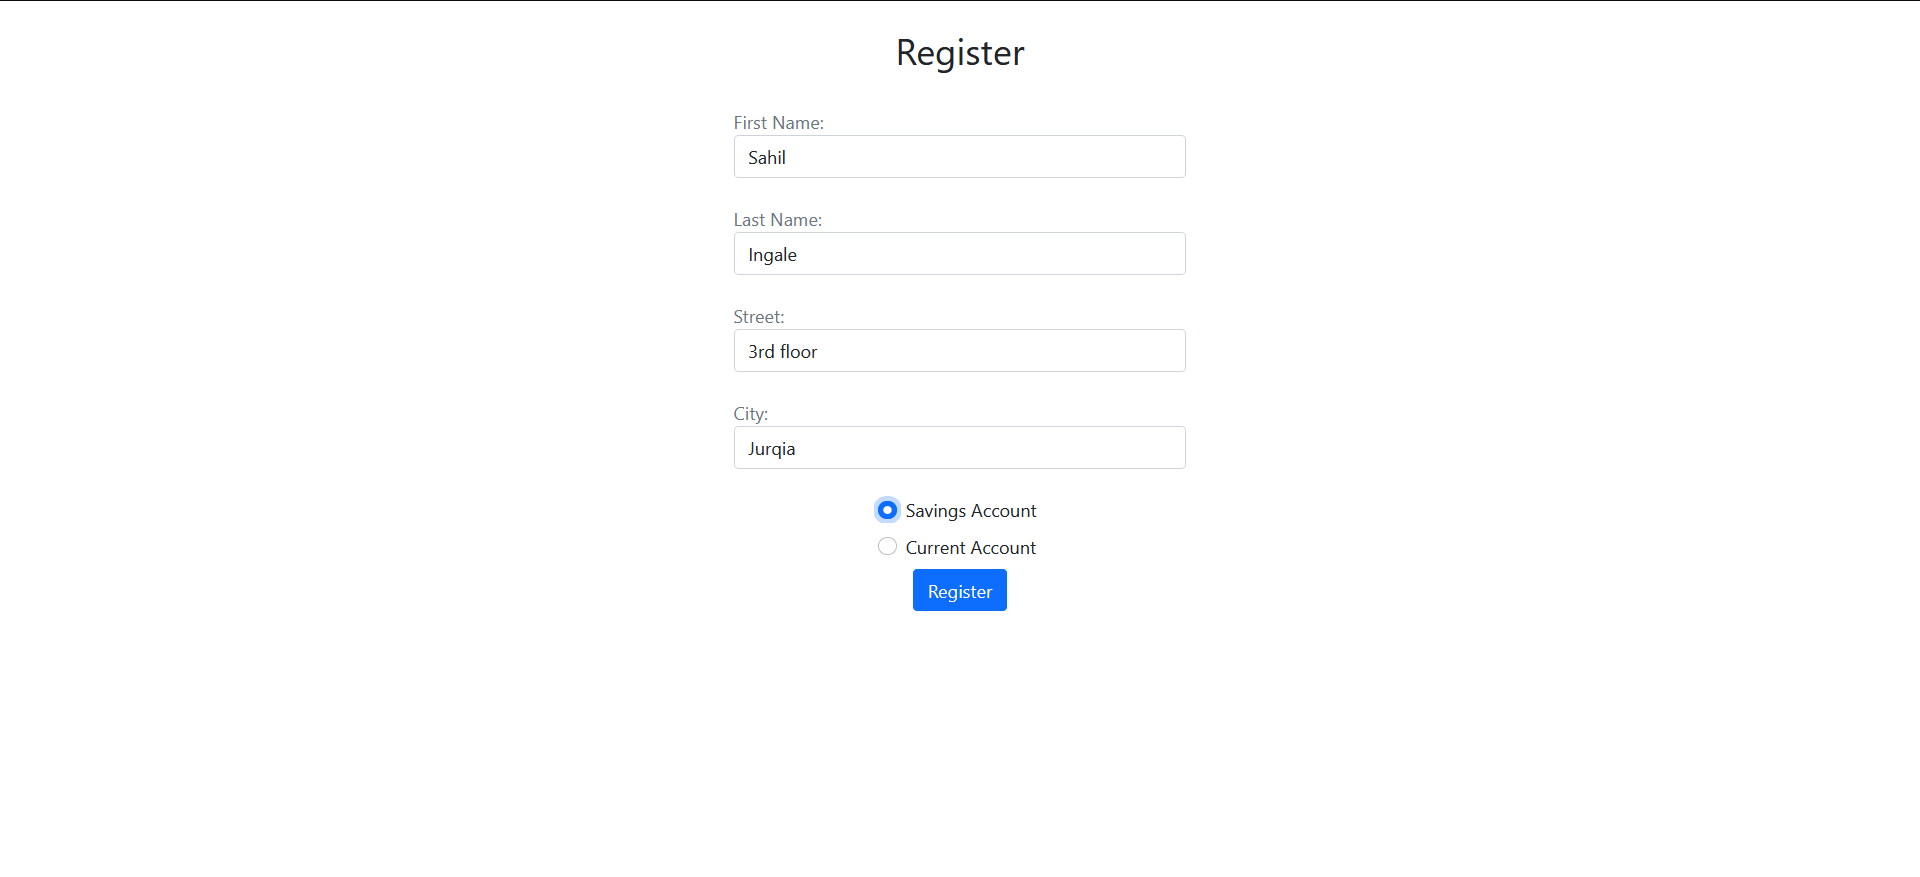 Register
First Name:
Sahil
Last Name:
Ingale
Street:
3rd floor
City:
Jurqia
Savings Account
Current Account
Register